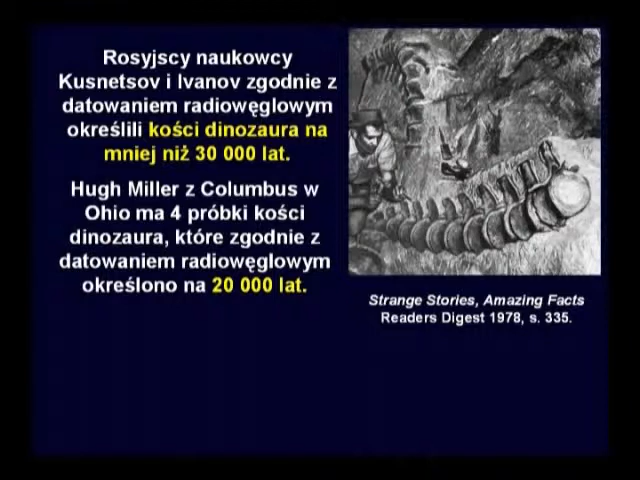 Rosyjscy naukowcy
Kusnetsov i Ivanov zgodnie z
datowaniem radiowęglowym
określili kości dinozaura na
mniej niż 30 000 lat.
Hugh Miller z Columbus w
Ohio ma 4 próbki kości
dinozaura, które zgodnie z
datowaniem radiowęglowym
określono na 20 000 lat.
Strange Stories, Amazing Facts
Readers Digest 1978, s. 335.